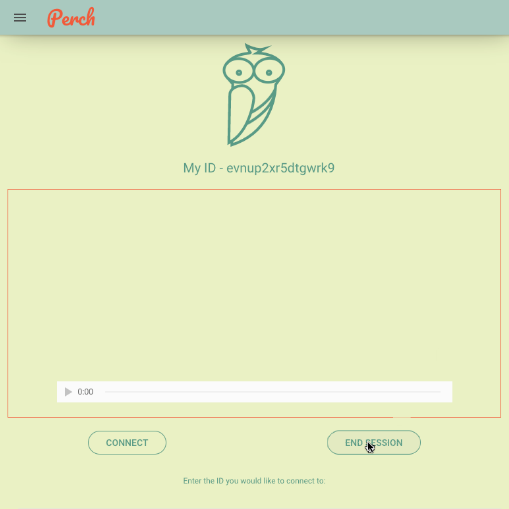 Perch
My ID - evnup2xr5dtgwrk9
0:00
CONNECT
END SESSION
Enter the ID you would like to connect to: